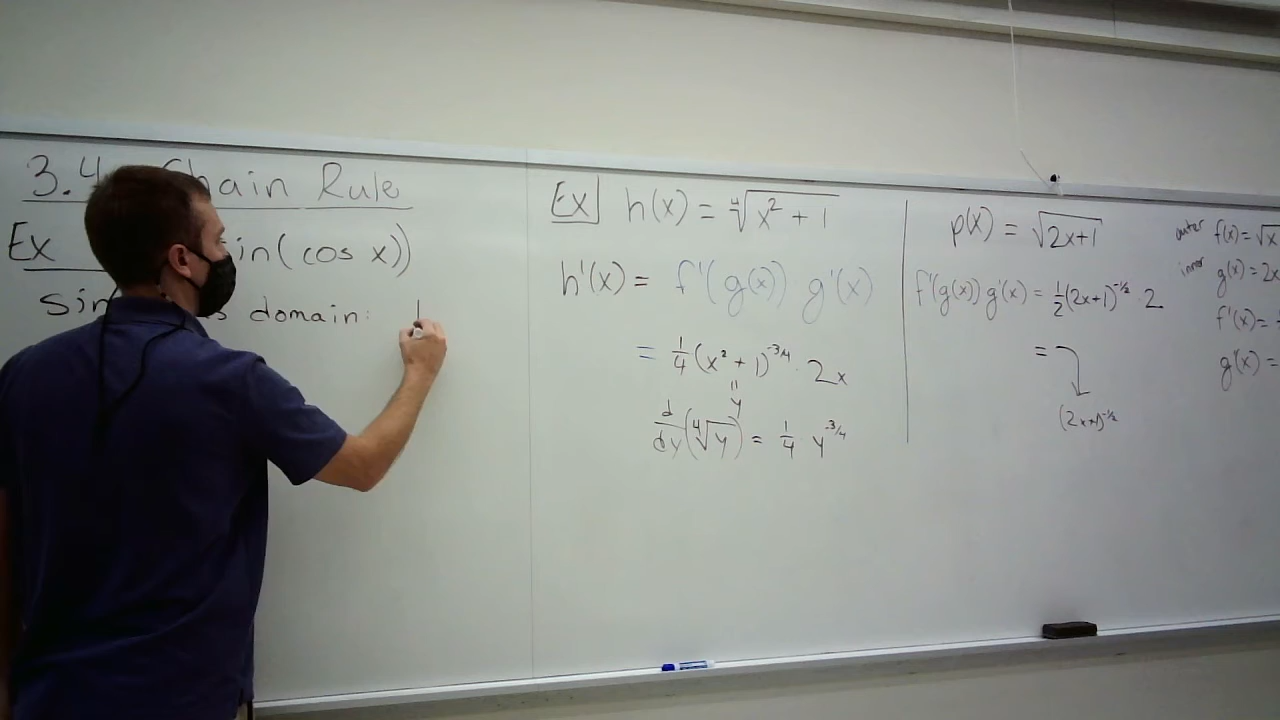 3.4 Chain Rule
Ex in(cos x))
sin s domain:
Ex h(x) = ∜(x² + 1)
h'(x) = f'(g(x)) g'(x)
= 1/4 (x² + 1)^(-3/4) · 2x
"
y
d/dy (∜y) = 1/4 y^(-3/4)
p(x) = √(2x+1)
f'(g(x)) g'(x) = 1/2 (2x+1)^(-1/2) · 2
=
(2x+1)^(-1/2)
outer f(x) = √x
inner g(x) = 2x
f'(x) =
g'(x) =